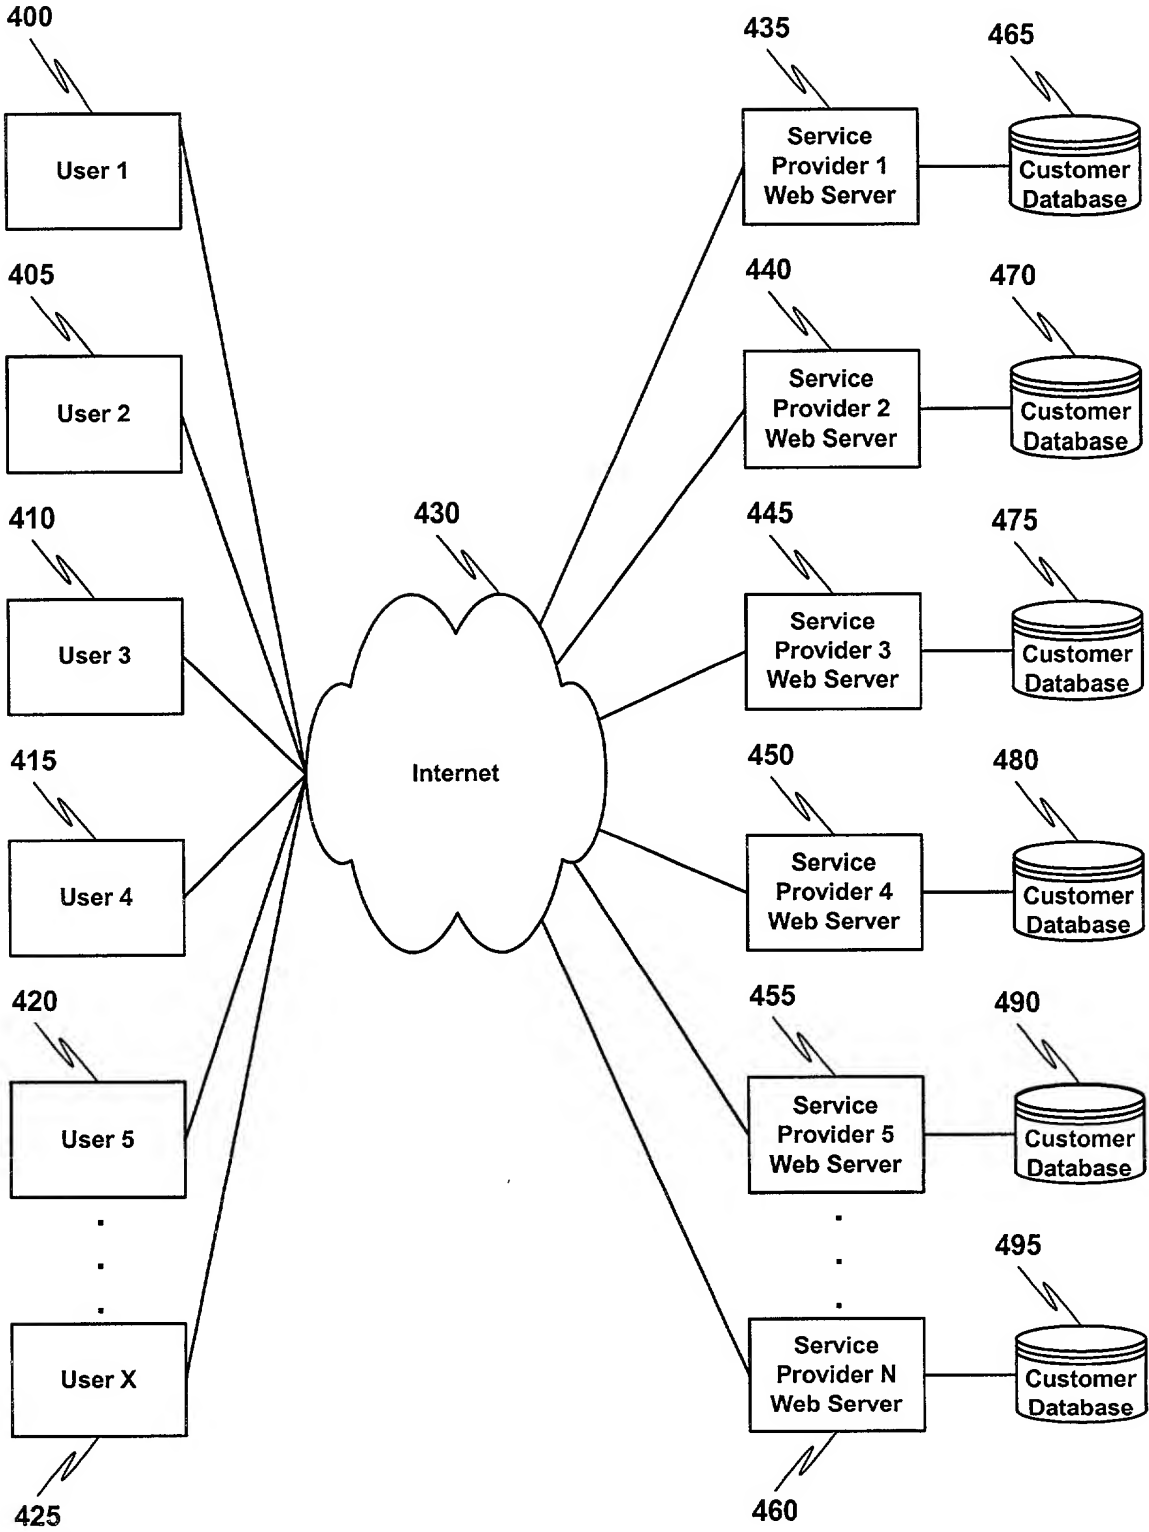 400
User 1
405
User 2
410
User 3
415
User 4
420
User 5
User X
425
430
Internet
435
Service
Provider 1
Web Server
465
Customer
Database
440
Service
Provider 2
Web Server
470
Customer
Database
445
Service
Provider 3
Web Server
475
Customer
Database
450
Service
Provider 4
Web Server
480
Customer
Database
455
Service
Provider 5
Web Server
490
Customer
Database
Service
Provider N
Web Server
460
495
Customer
Database